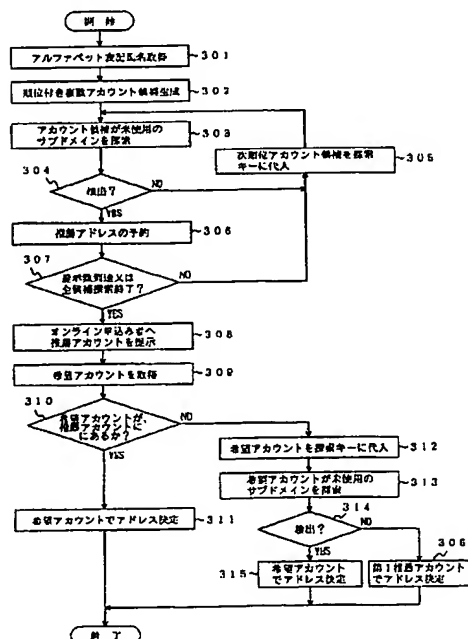 開 始
アルファベット表記氏名取得
301
順位付き複数アカウント候補生成
302
アカウント候補が未使用の
サブドメインを探索
303
次順位アカウント候補を探索
キーに代入
305
304
検出?
NO
YES
推薦アドレスの予約
306
307
提示数到達又は
全候補探索終了?
NO
YES
オンライン申込み者へ
推薦アカウントを提示
308
希望アカウントを取得
309
310
希望アカウントが、
推薦アカウントに
にあるか?
NO
YES
希望アカウントを探索キーに代入
312
希望アカウントが未使用の
サブドメインを探索
313
314
検出?
NO
YES
希望アカウントでアドレス決定
311
315
希望アカウント
でアドレス決定
306
第1推薦アカウント
でアドレス決定
終 了